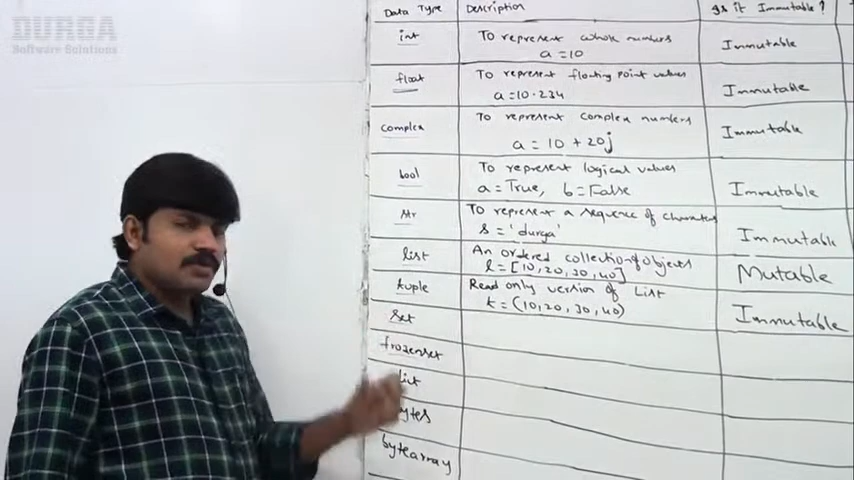 DURGA
Software Solutions
Data Type Description Is it Immutable ?
int To represent whole numbers Immutable
a = 10
float To represent floating point values Immutable
a = 10.234
complex To represent complex numbers Immutable
a = 10 + 20j
bool To represent logical values Immutable
a = True, b = False
str To represent a sequence of characters Immutable
s = 'durga'
list An ordered collection of objects Mutable
l = [10,20,30,40]
tuple Read only version of List Immutable
t = (10,20,30,40)
set
frozenset
bytearray